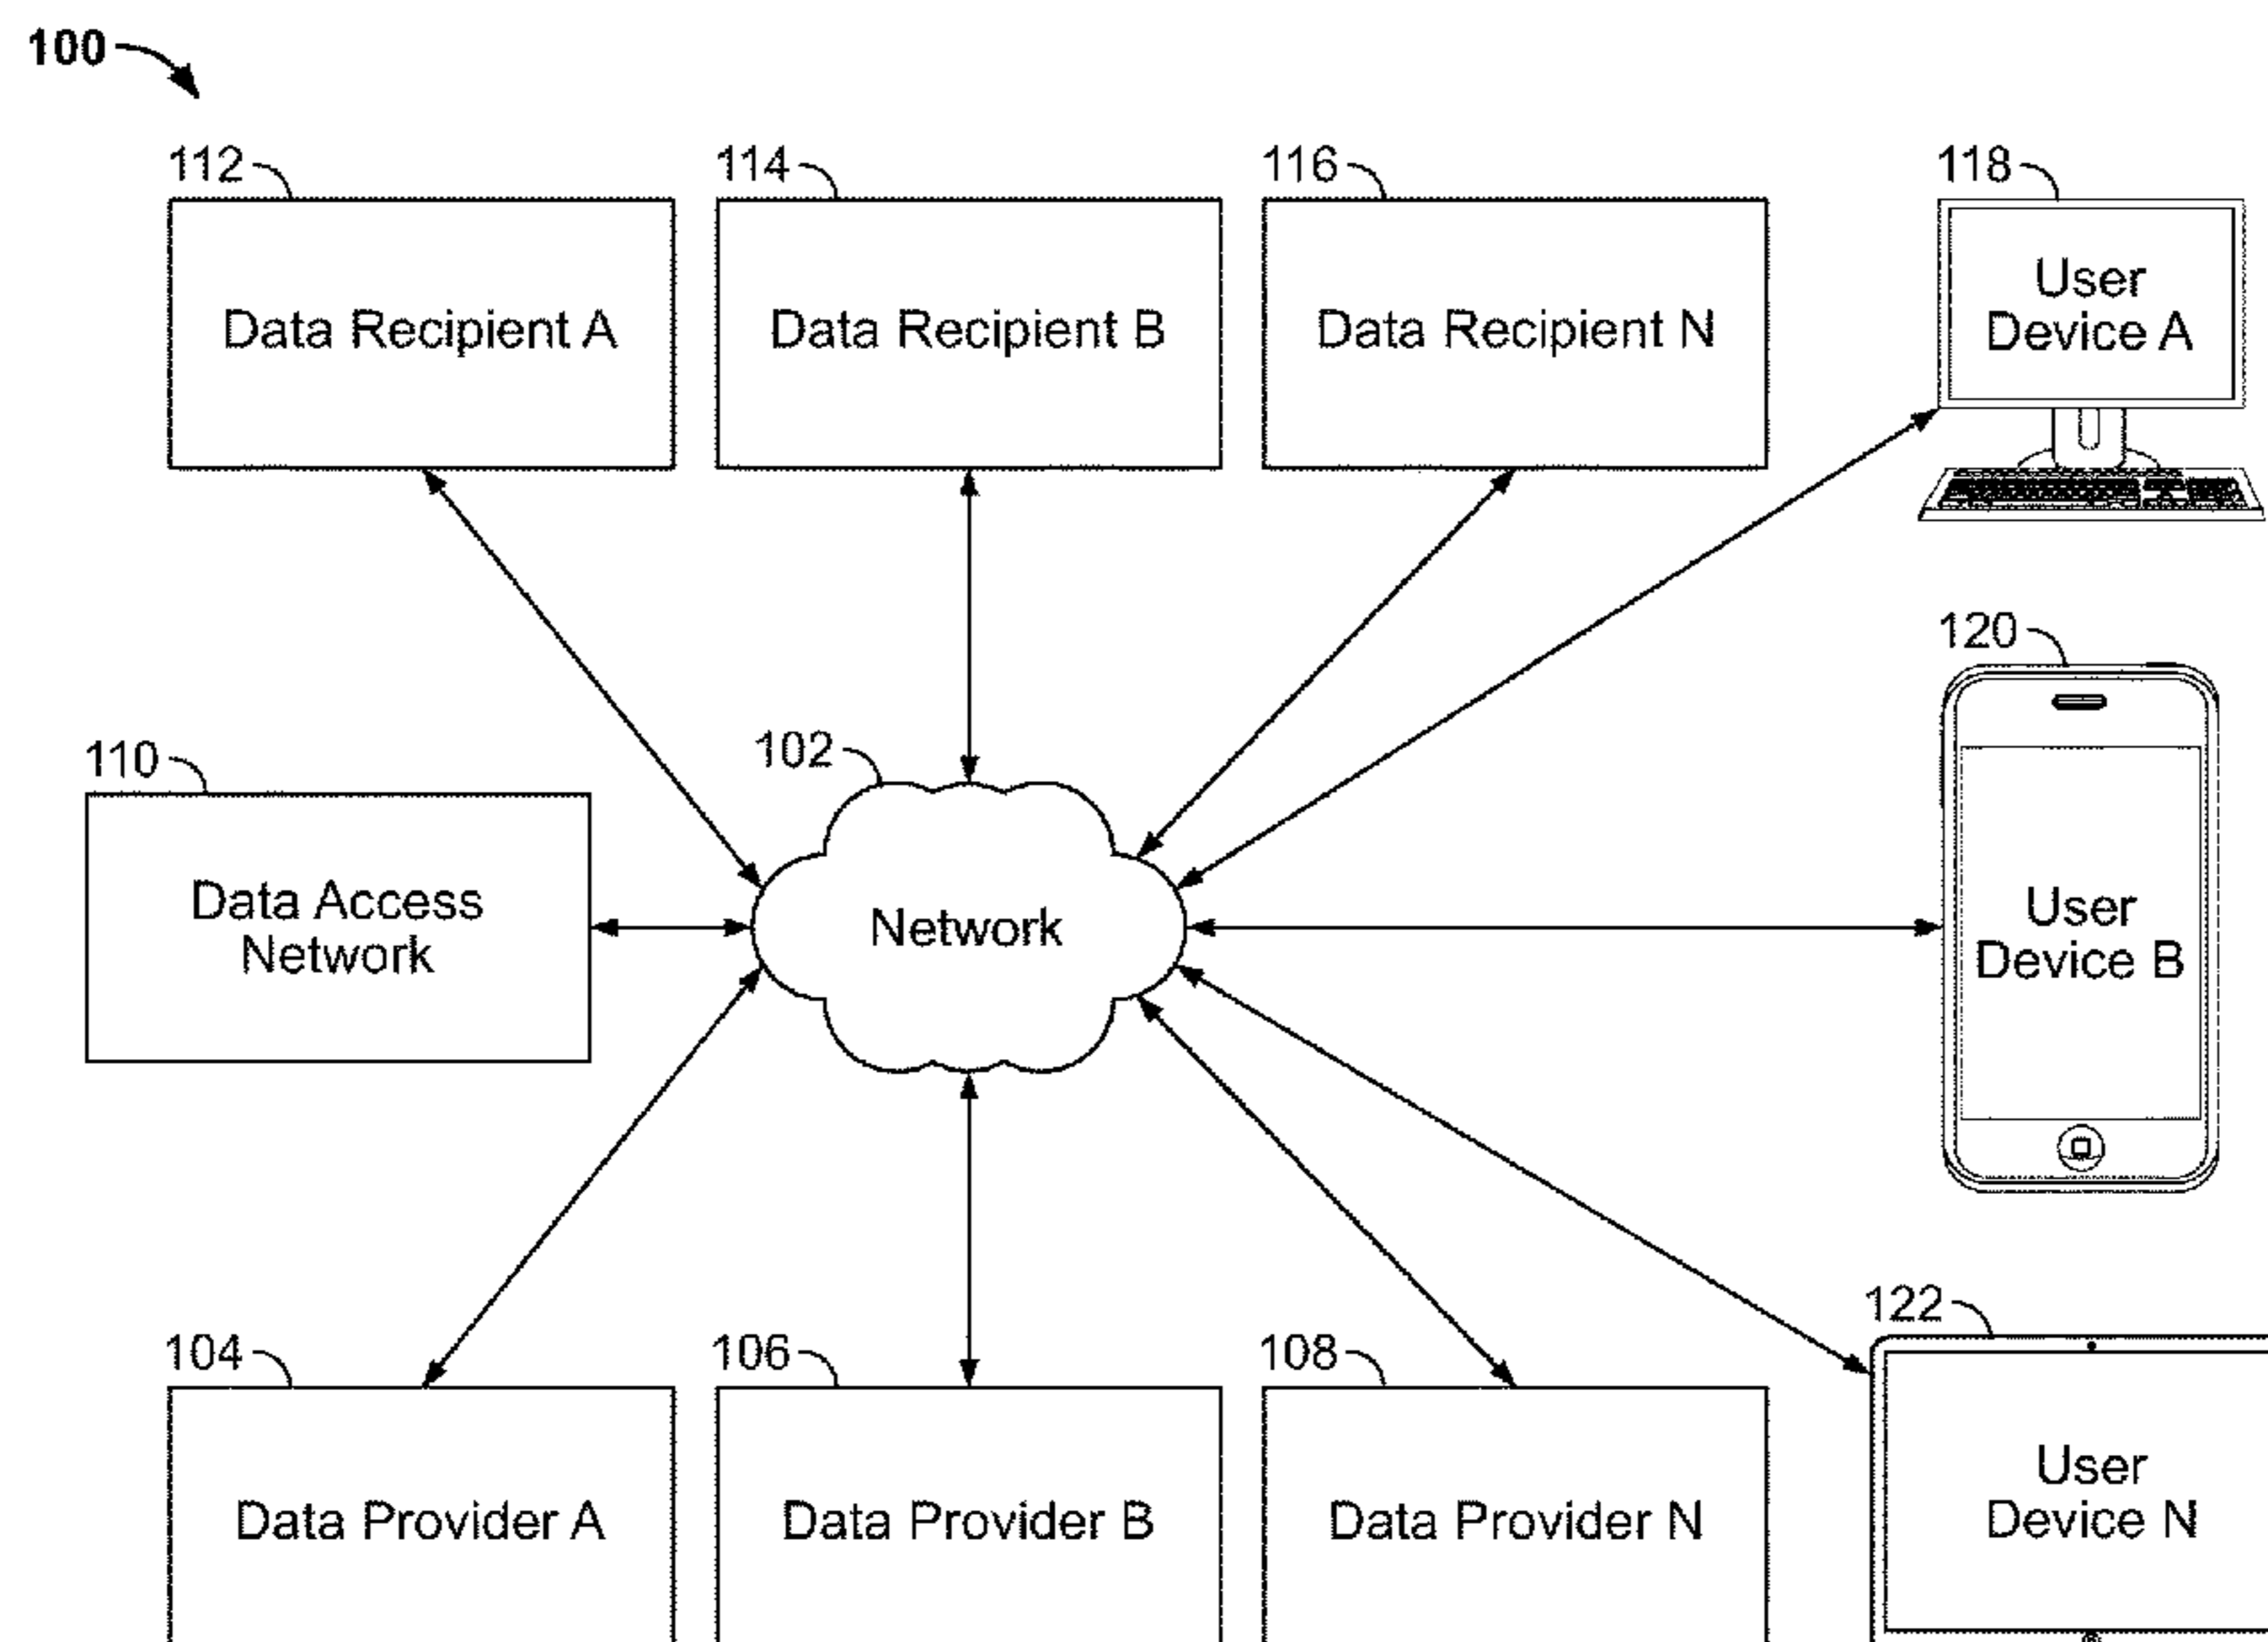 100
112
114
116
118
Data Recipient A
Data Recipient B
Data Recipient N
User
Device A
120
110
102
Data Access
Network
Network
User
Device B
104
106
108
122
Data Provider A
Data Provider B
Data Provider N
User
Device N